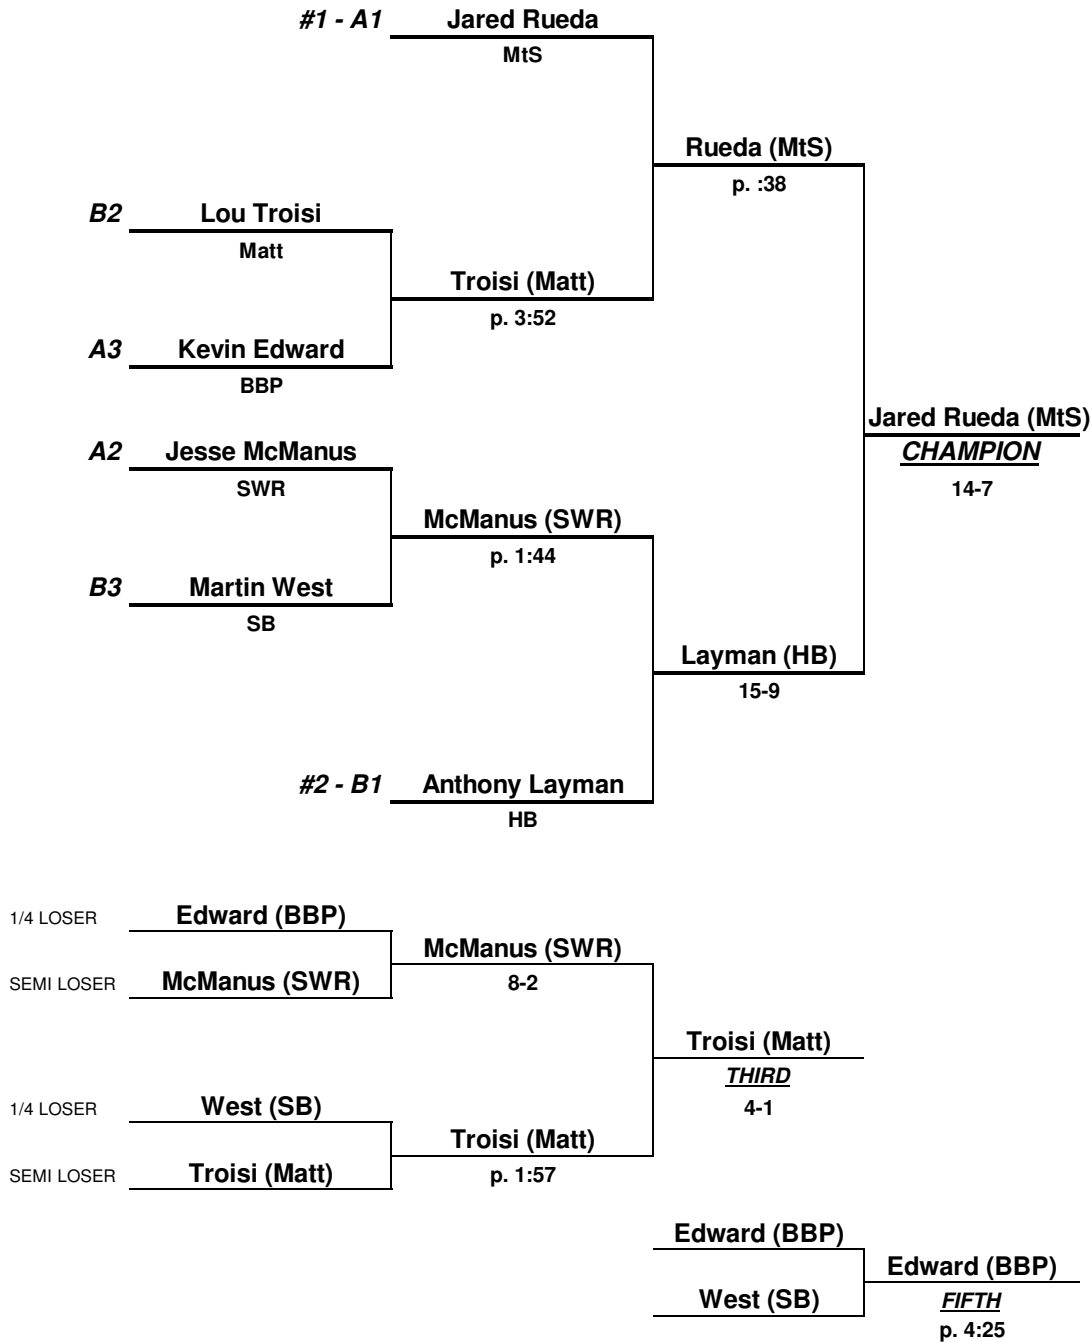 #1 - A1 Jared Rueda
MtS
Rueda (MtS)
p. :38
B2 Lou Troisi
Matt
Troisi (Matt)
p. 3:52
A3 Kevin Edward
BBP
Jared Rueda (MtS)
CHAMPION
14-7
A2 Jesse McManus
SWR
McManus (SWR)
p. 1:44
B3 Martin West
SB
Layman (HB)
15-9
#2 - B1 Anthony Layman
HB
1/4 LOSER Edward (BBP)
McManus (SWR)
8-2
SEMI LOSER McManus (SWR)
Troisi (Matt)
THIRD
4-1
1/4 LOSER West (SB)
Troisi (Matt)
p. 1:57
SEMI LOSER Troisi (Matt)
Edward (BBP)
Edward (BBP)
FIFTH
p. 4:25
West (SB)